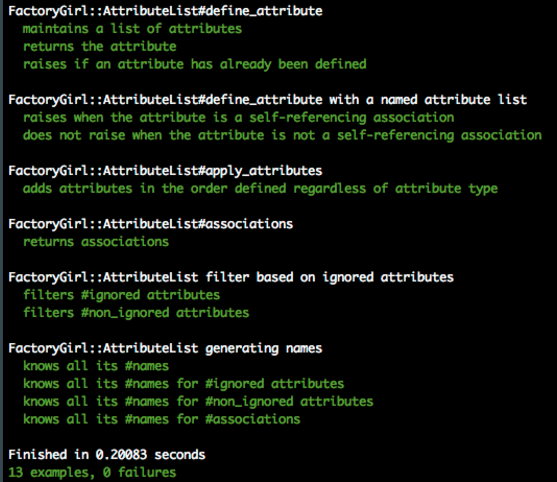 FactoryGirl::AttributeList#define_attribute
maintains a list of attributes
returns the attribute
raises if an attribute has already been defined
FactoryGirl::AttributeList#define_attribute with a named attribute list
raises when the attribute is a self-referencing association
does not raise when the attribute is not a self-referencing association
FactoryGirl::AttributeList#apply_attributes
adds attributes in the order defined regardless of attribute type
FactoryGirl::AttributeList#associations
returns associations
FactoryGirl::AttributeList filter based on ignored attributes
filters #ignored attributes
filters #non_ignored attributes
FactoryGirl::AttributeList generating names
knows all its #names
knows all its #names for #ignored attributes
knows all its #names for #non_ignored attributes
knows all its #names for #associations
Finished in 0.20083 seconds
13 examples, 0 failures